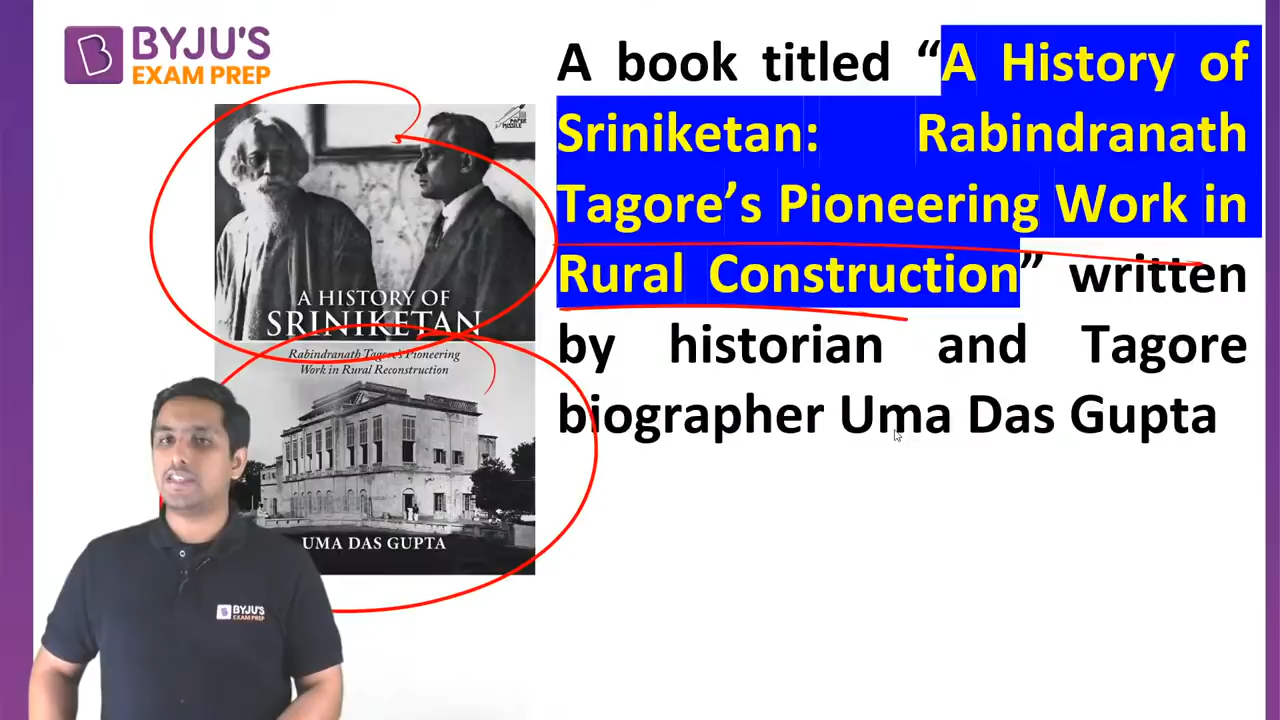 BYJU'S
EXAM PREP
A book titled “A History of
Sriniketan: Rabindranath
Tagore’s Pioneering Work in
Rural Construction” written
by historian and Tagore
biographer Uma Das Gupta
PAPER
MISSILE
A HISTORY OF
SRINIKETAN
Rabindranath Tagore's Pioneering
Work in Rural Reconstruction
UMA DAS GUPTA
BYJU'S
EXAM PREP